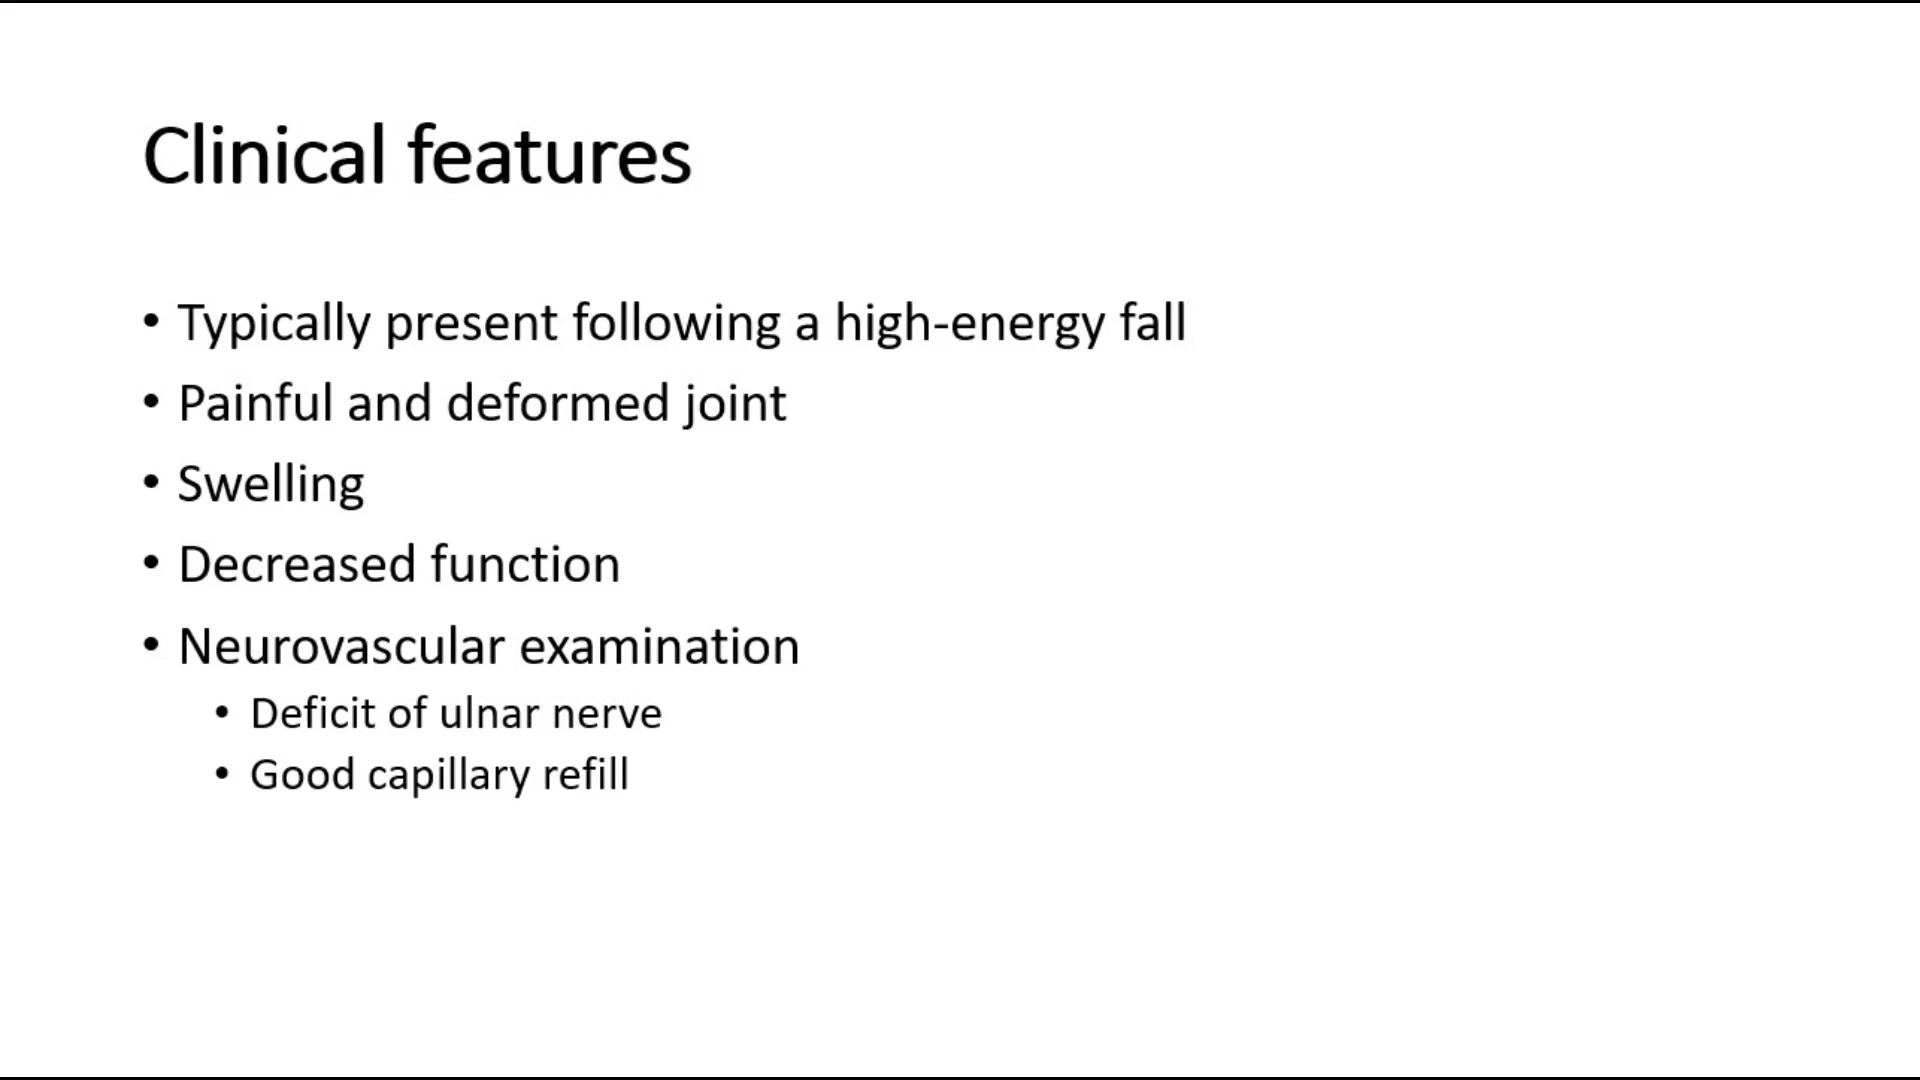 Clinical features
• Typically present following a high-energy fall
• Painful and deformed joint
• Swelling
• Decreased function
• Neurovascular examination
• Deficit of ulnar nerve
• Good capillary refill